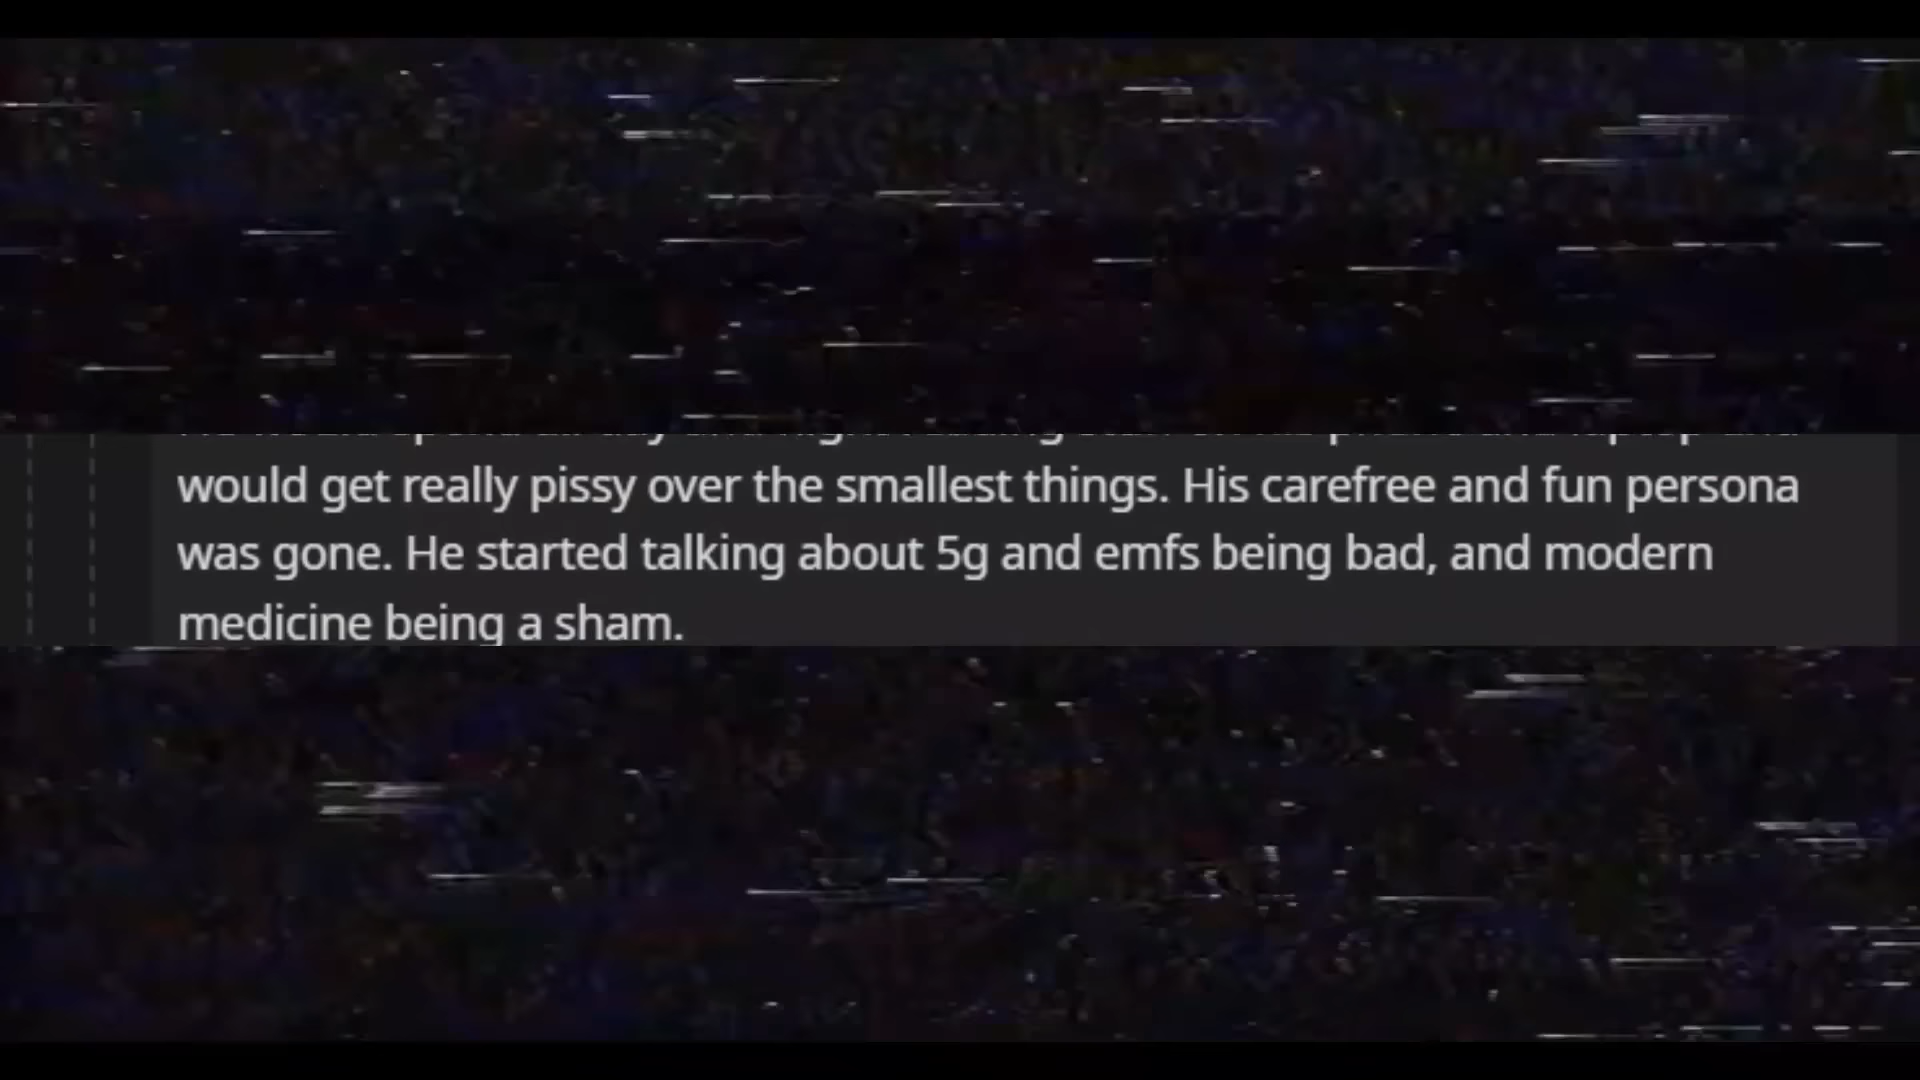 would get really pissy over the smallest things. His carefree and fun persona
was gone. He started talking about 5g and emfs being bad, and modern
medicine being a sham.